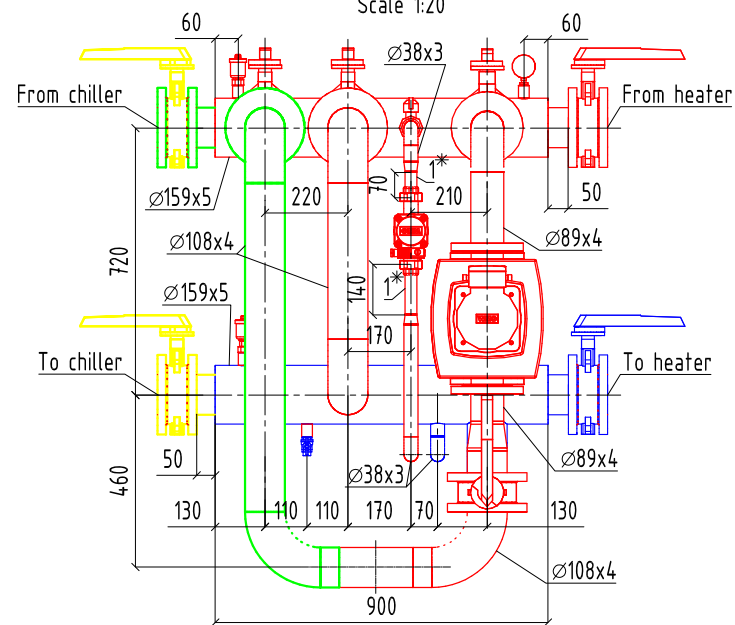 Scale 1:20
60
⌀38x3
60
From chiller
From heater
1*
70
⌀159x5
220
210
50
⌀108x4
⌀89x4
720
140
1*
⌀159x5
170
To chiller
To heater
50
⌀38x3
⌀89x4
460
130
110
110
170
70
130
⌀108x4
900